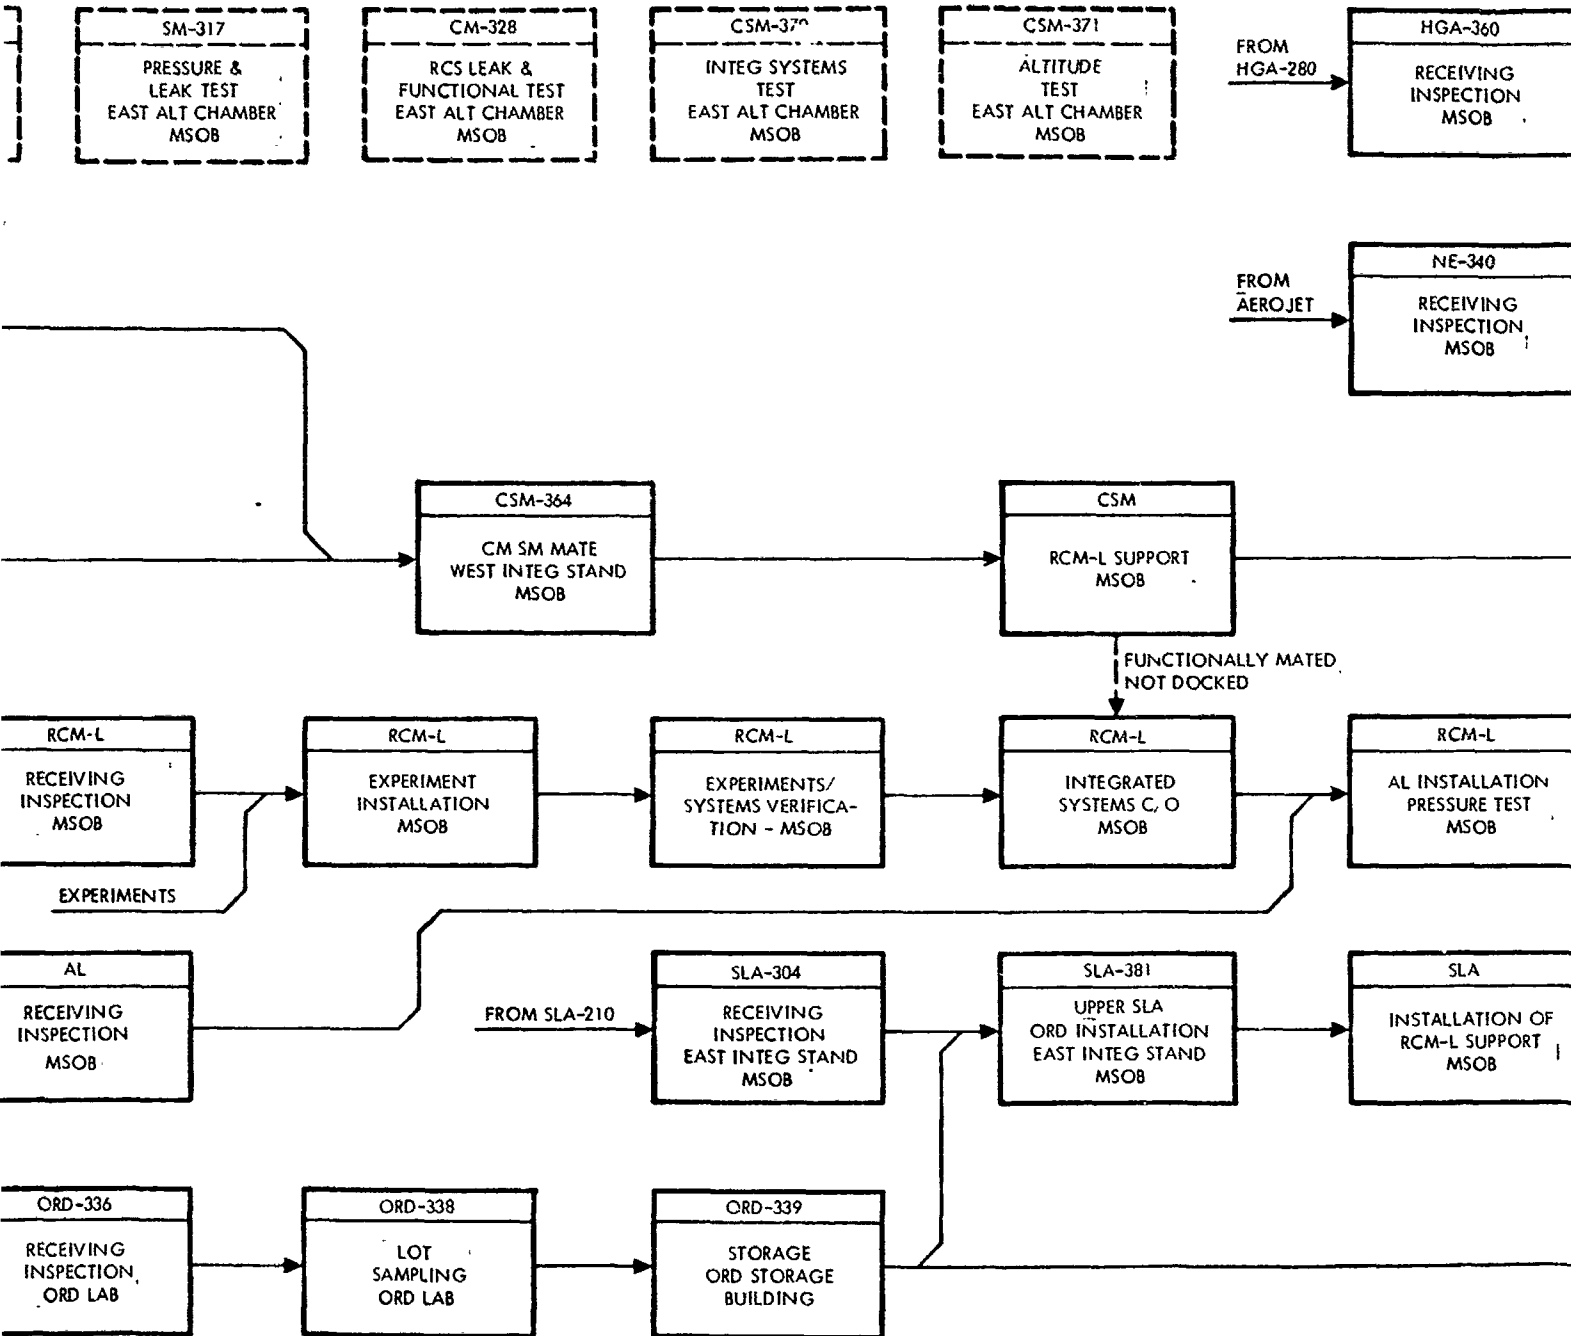 SM-317
PRESSURE &
LEAK TEST
EAST ALT CHAMBER
MSOB
CM-328
RCS LEAK &
FUNCTIONAL TEST
EAST ALT CHAMBER
MSOB
INTEG SYSTEMS
TEST
EAST ALT CHAMBER
MSOB
CSM-371
ALTITUDE
TEST
EAST ALT CHAMBER
MSOB
FROM
HGA-280
HGA-360
RECEIVING
INSPECTION
MSOB
FROM
AEROJET
NE-340
RECEIVING
INSPECTION
MSOB
CSM-364
CM SM MATE
WEST INTEG STAND
MSOB
CSM
RCM-L SUPPORT
MSOB
FUNCTIONALLY MATED
NOT DOCKED
RCM-L
RECEIVING
INSPECTION
MSOB
EXPERIMENTS
RCM-L
EXPERIMENT
INSTALLATION
MSOB
RCM-L
EXPERIMENTS/
SYSTEMS VERIFICA-
TION - MSOB
RCM-L
INTEGRATED
SYSTEMS C, O
MSOB
RCM-L
AL INSTALLATION
PRESSURE TEST
MSOB
AL
RECEIVING
INSPECTION
MSOB
FROM SLA-210
SLA-304
RECEIVING
INSPECTION
EAST INTEG STAND
MSOB
SLA-381
UPPER SLA
ORD INSTALLATION
EAST INTEG STAND
MSOB
SLA
INSTALLATION OF
RCM-L SUPPORT
MSOB
ORD-336
RECEIVING
INSPECTION
ORD LAB
ORD-338
LOT
SAMPLING
ORD LAB
ORD-339
STORAGE
ORD STORAGE
BUILDING